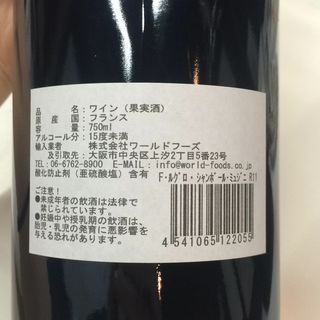 品名：ワイン（果実酒）
原産国：フランス
容量：750ml
アルコール分：15度未満
輸入業者 株式会社ワールドフーズ
及引取先：大阪市中央区上汐2丁目5番23号
TEL：06-6762-8900 E-MAIL：info@world-foods.co.jp
酸化防止剤（亜硫酸塩）含有
F・ルグロ・シャンボール・ミュジニ R11
＜注意！＞
●未成年者の飲酒は法律で
禁じられています。
●妊娠中や授乳期の飲酒は、
胎児・乳児の発育に悪影響を
与える恐れがあります。
4 541065 122055